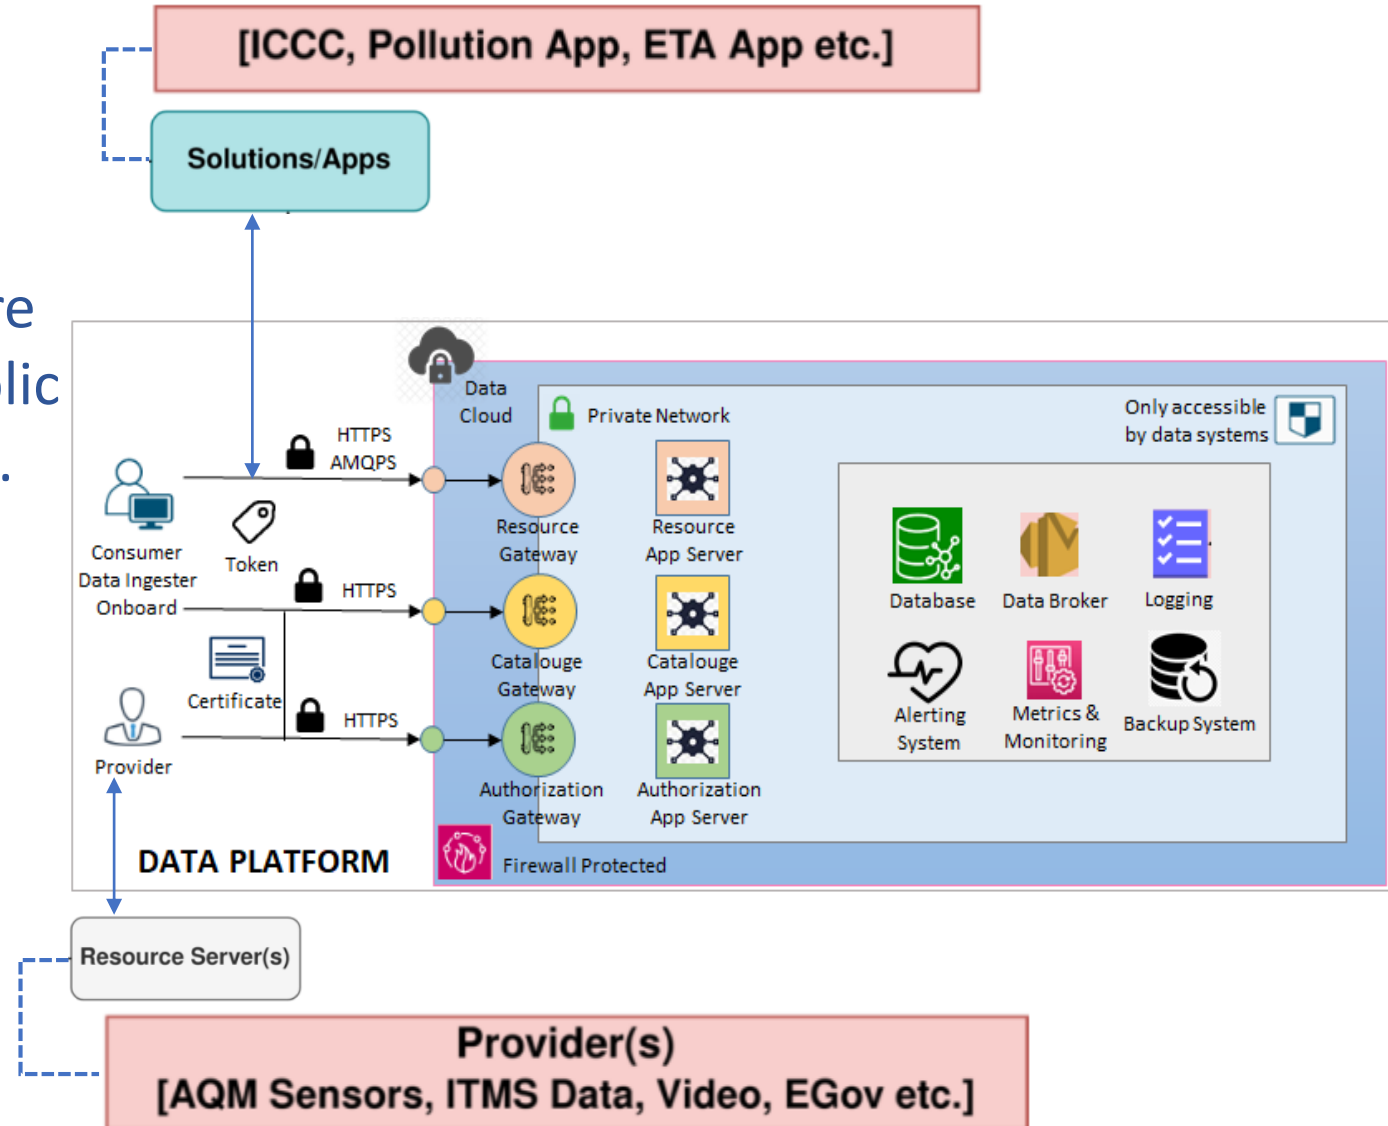 [ICCC, Pollution App, ETA App etc.]
Solutions/Apps
Data
Cloud
Private Network
Only accessible
by data systems
HTTPS
AMQPS
Consumer
Data Ingester
Onboard
Token
HTTPS
Certificate
HTTPS
Provider
Resource
Gateway
Resource
App Server
Catalouge
Gateway
Catalouge
App Server
Authorization
Gateway
Authorization
App Server
Database
Data Broker
Logging
Alerting
System
Metrics &
Monitoring
Backup System
DATA PLATFORM
Firewall Protected
Resource Server(s)
Provider(s)
[AQM Sensors, ITMS Data, Video, EGov etc.]